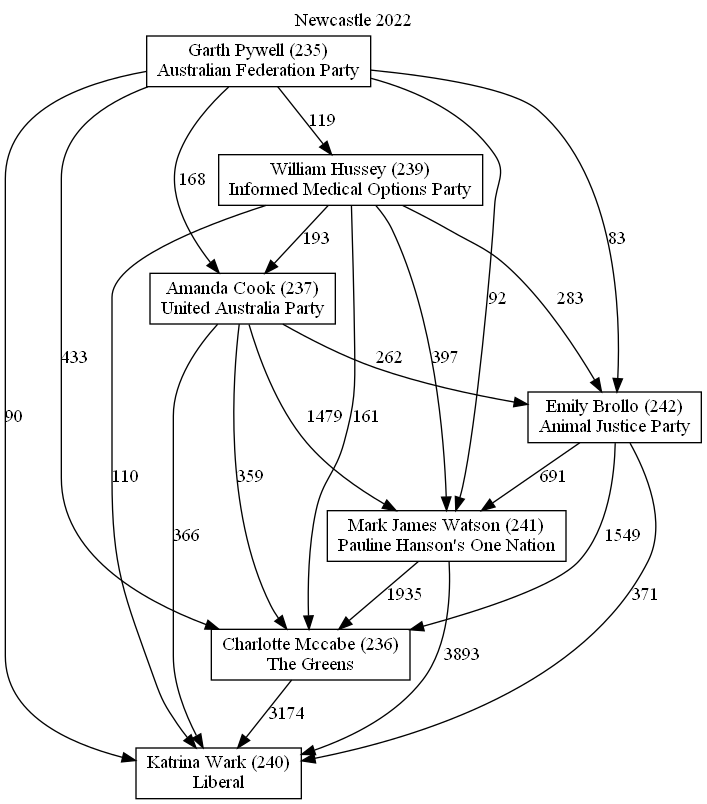 Newcastle 2022
Garth Pywell (235)
Australian Federation Party
119
William Hussey (239)
Informed Medical Options Party
168
193
83
Amanda Cook (237)
United Australia Party
92
283
433
262
397
Emily Brollo (242)
Animal Justice Party
90
1479
161
110
359
691
Mark James Watson (241)
Pauline Hanson's One Nation
366
1549
1935
371
Charlotte Mccabe (236)
The Greens
3893
3174
Katrina Wark (240)
Liberal